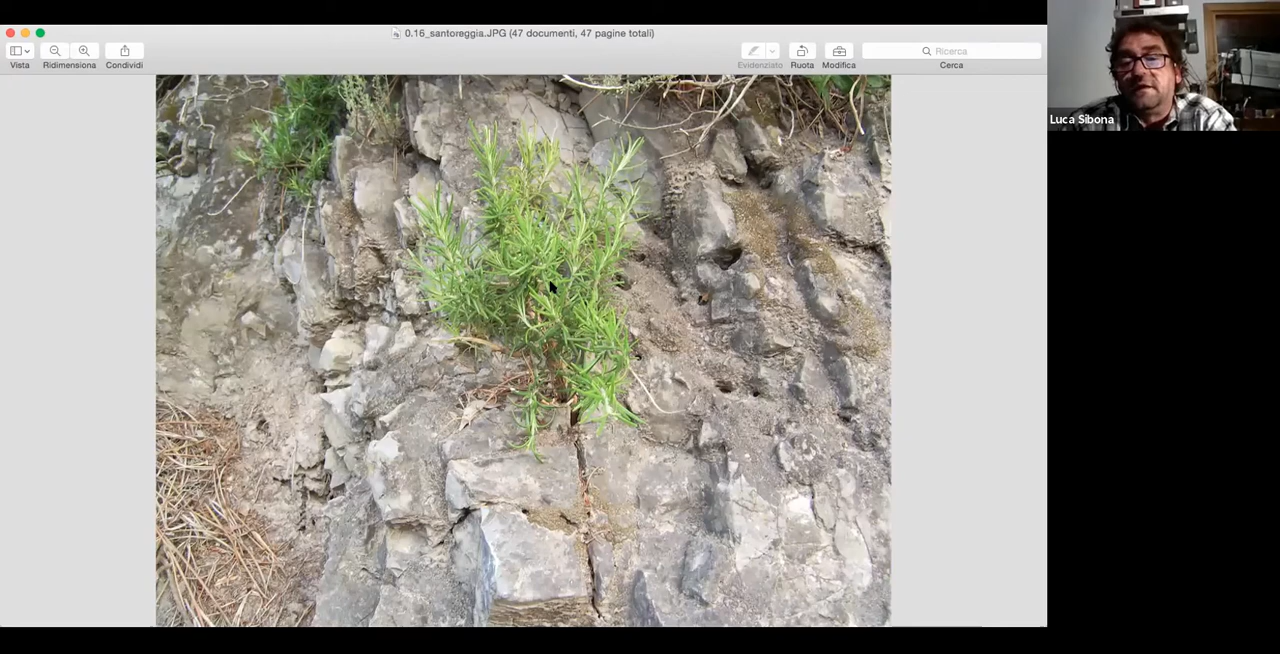 0.16_santoreggia.JPG (47 documenti, 47 pagine totali)
Vista
Ridimensiona
Condividi
Evidenziato
Ruota
Modifica
Ricerca
Cerca
Luca Sibona